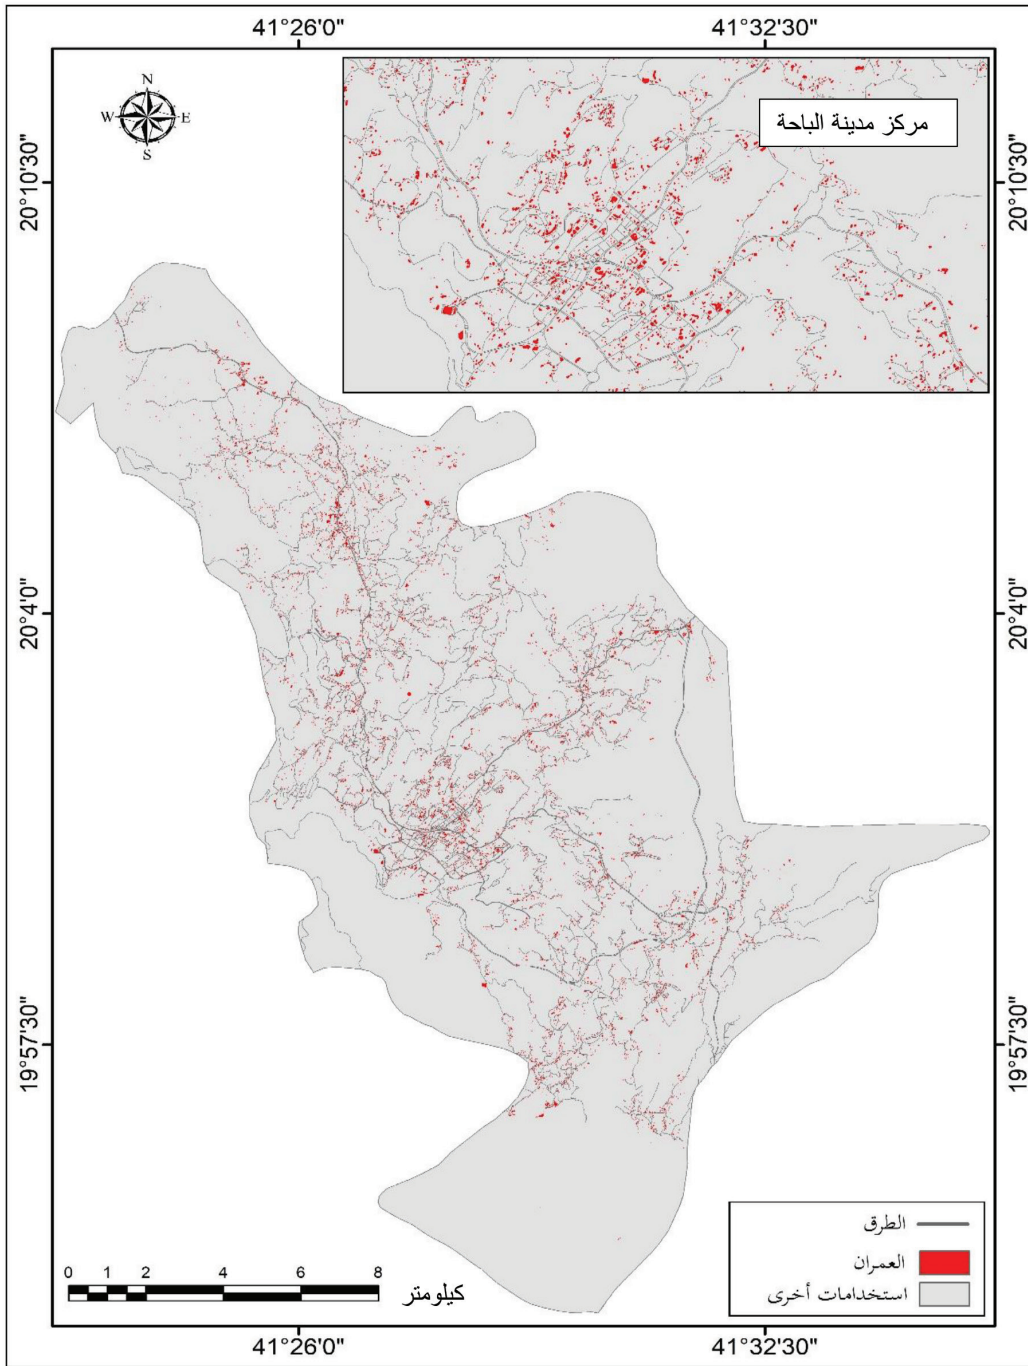 41°26'0" 41°32'30"
N
W E
S
مركز مدينة الباحة
20°10'30" 20°10'30"
20°4'0" 20°4'0"
19°57'30" 19°57'30"
الطرق
العمران
استخدامات أخرى
0 1 2 4 6 8
كيلومتر
41°26'0" 41°32'30"